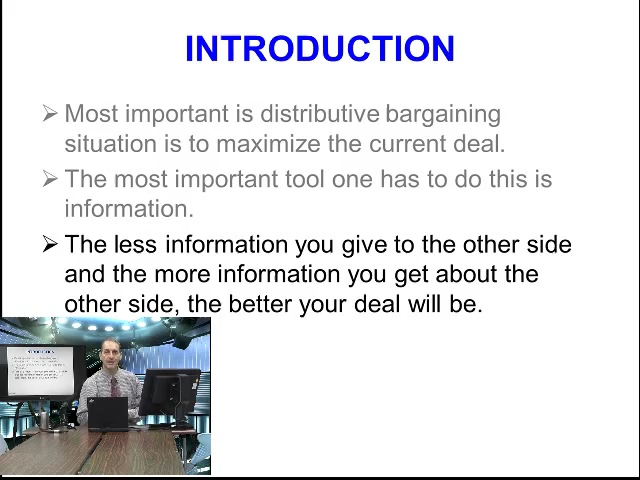 INTRODUCTION
➢ Most important is distributive bargaining
situation is to maximize the current deal.
➢ The most important tool one has to do this is
information.
➢ The less information you give to the other side
and the more information you get about the
other side, the better your deal will be.
INTRODUCTION